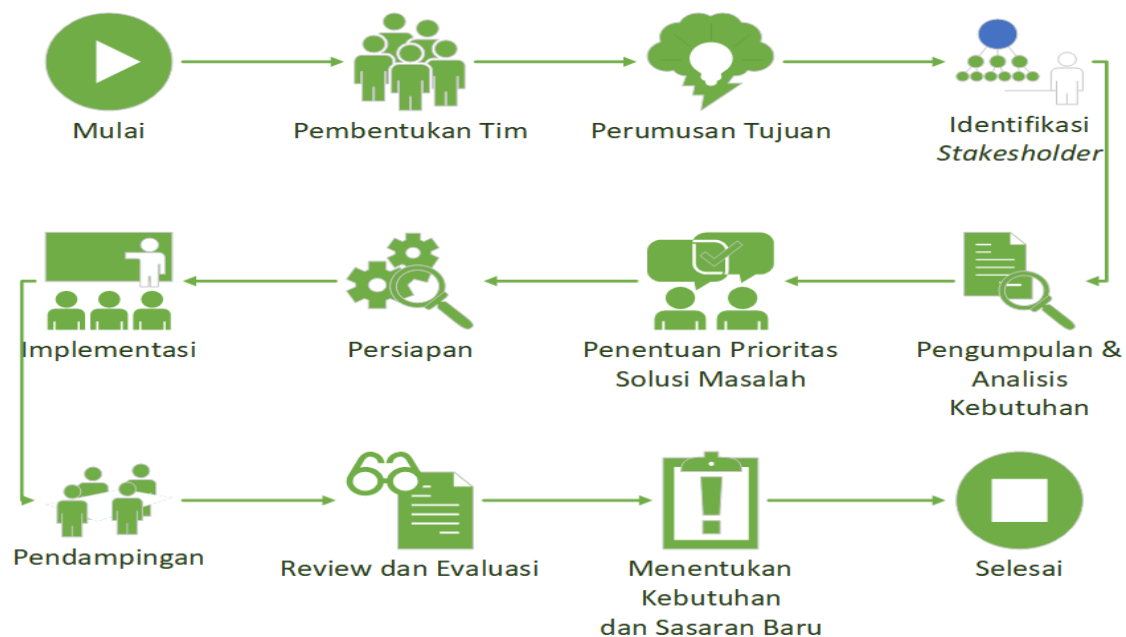 Mulai
Pembentukan Tim
Perumusan Tujuan
Identifikasi
Stakesholder
Implementasi
Persiapan
Penentuan Prioritas
Solusi Masalah
Pengumpulan &
Analisis
Kebutuhan
Pendampingan
Review dan Evaluasi
Menentukan
Kebutuhan
dan Sasaran Baru
Selesai